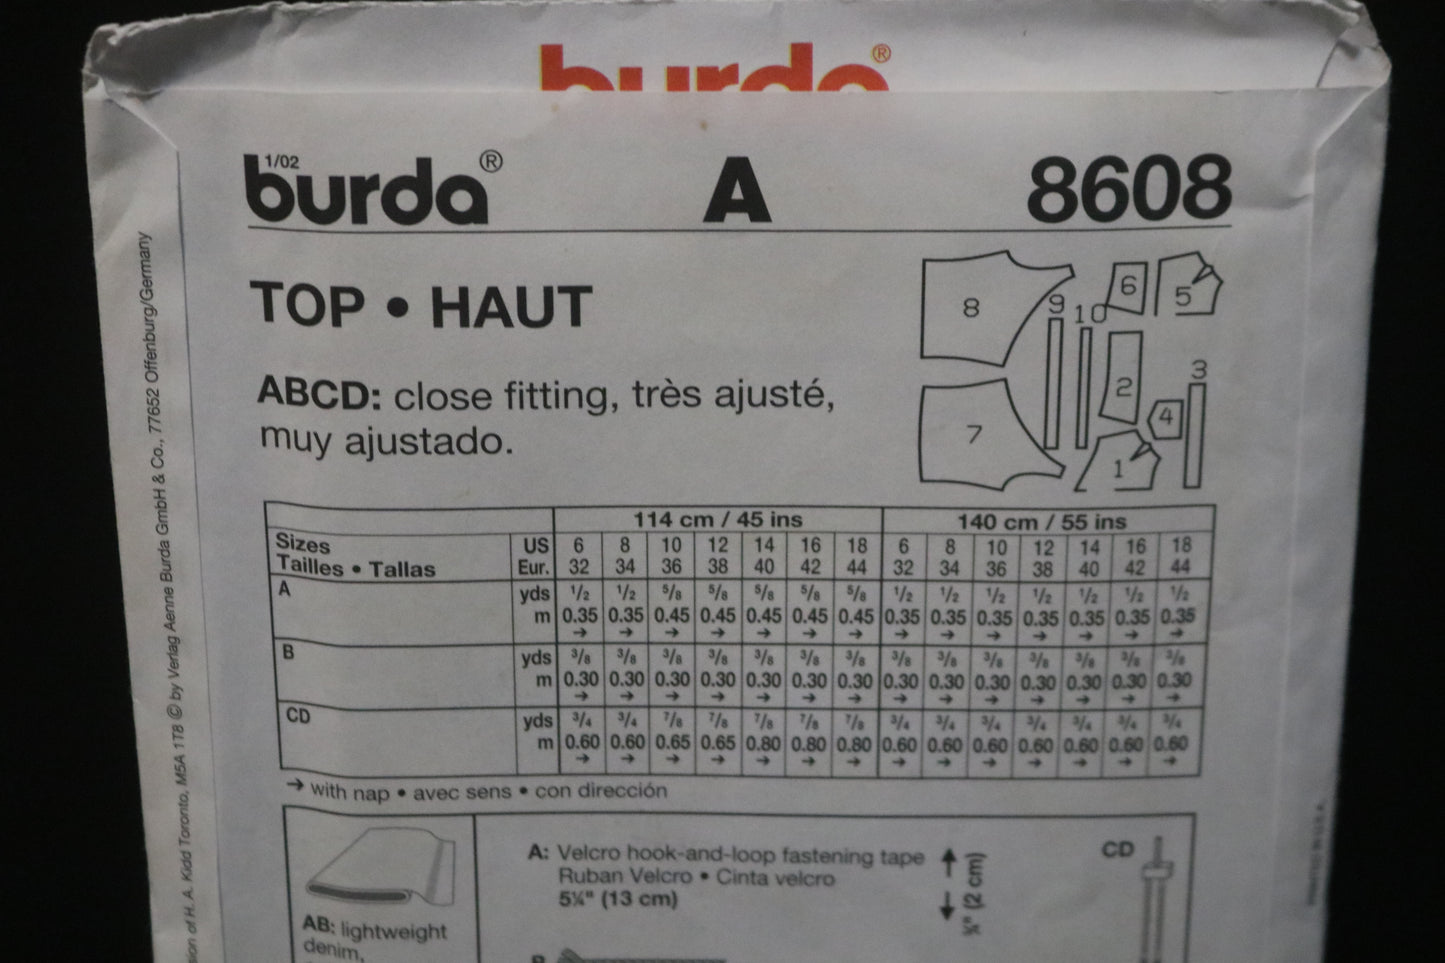 burda®
1/02
burda®
A
8608
TOP • HAUT
ABCD: close fitting, très ajusté,
muy ajustado.
8
9
10
6
5
7
2
4
3
1
114 cm / 45 ins 140 cm / 55 ins
Sizes US 6 8 10 12 14 16 18 6 8 10 12 14 16 18
Tailles • Tallas Eur. 32 34 36 38 40 42 44 32 34 36 38 40 42 44
A yds 1/2 1/2 5/8 5/8 5/8 5/8 5/8 1/2 1/2 1/2 1/2 1/2 1/2 1/2
m 0.35 0.35 0.45 0.45 0.45 0.45 0.45 0.35 0.35 0.35 0.35 0.35 0.35 0.35
→ → → → → → → → → → → → → →
B yds 3/8 3/8 3/8 3/8 3/8 3/8 3/8 3/8 3/8 3/8 3/8 3/8 3/8 3/8
m 0.30 0.30 0.30 0.30 0.30 0.30 0.30 0.30 0.30 0.30 0.30 0.30 0.30 0.30
→ → → → → → → → → → → → → →
CD yds 3/4 3/4 7/8 7/8 7/8 7/8 7/8 3/4 3/4 3/4 3/4 3/4 3/4 3/4
m 0.60 0.60 0.65 0.65 0.80 0.80 0.80 0.60 0.60 0.60 0.60 0.60 0.60 0.60
→ → → → → → → → → → → → → →
→ with nap • avec sens • con dirección
AB: lightweight
denim,
A: Velcro hook-and-loop fastening tape
Ruban Velcro • Cinta velcro
5¼" (13 cm)
¾" (2 cm)
CD
of H. A. Kidd Toronto, M5A 1T8 © by Verlag Aenne Burda GmbH & Co., 77652 Offenburg/Germany